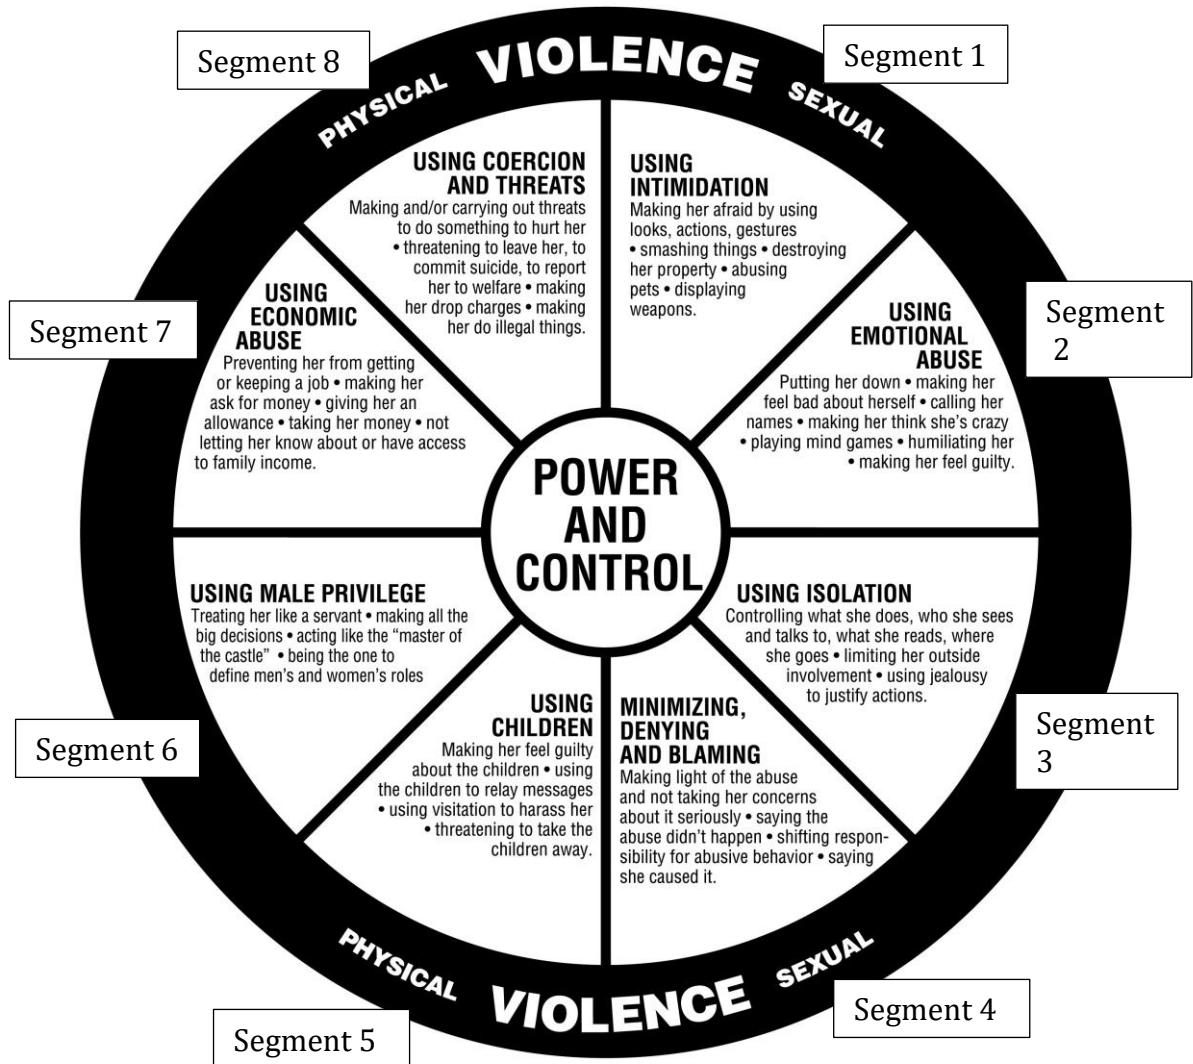 Segment 8
Segment 1
PHYSICAL VIOLENCE SEXUAL
USING COERCION
AND THREATS
Making and/or carrying out threats
to do something to hurt her
• threatening to leave her, to
commit suicide, to report
her to welfare • making
her drop charges • making
her do illegal things.
USING
INTIMIDATION
Making her afraid by using
looks, actions, gestures
• smashing things • destroying
her property • abusing
pets • displaying
weapons.
Segment 7
USING
ECONOMIC
ABUSE
Preventing her from getting
or keeping a job • making her
ask for money • giving her an
allowance • taking her money • not
letting her know about or have access
to family income.
Segment
2
USING
EMOTIONAL
ABUSE
Putting her down • making her
feel bad about herself • calling her
names • making her think she's crazy
• playing mind games • humiliating her
• making her feel guilty.
POWER
AND
CONTROL
USING MALE PRIVILEGE
Treating her like a servant • making all the
big decisions • acting like the “master of
the castle” • being the one to
define men's and women's roles
USING ISOLATION
Controlling what she does, who she sees
and talks to, what she reads, where
she goes • limiting her outside
involvement • using jealousy
to justify actions.
Segment 6
Segment
3
USING
CHILDREN
Making her feel guilty
about the children • using
the children to relay messages
• using visitation to harass her
• threatening to take the
children away.
MINIMIZING,
DENYING
AND BLAMING
Making light of the abuse
and not taking her concerns
about it seriously • saying the
abuse didn't happen • shifting respon-
sibility for abusive behavior • saying
she caused it.
PHYSICAL VIOLENCE SEXUAL
Segment 5
Segment 4